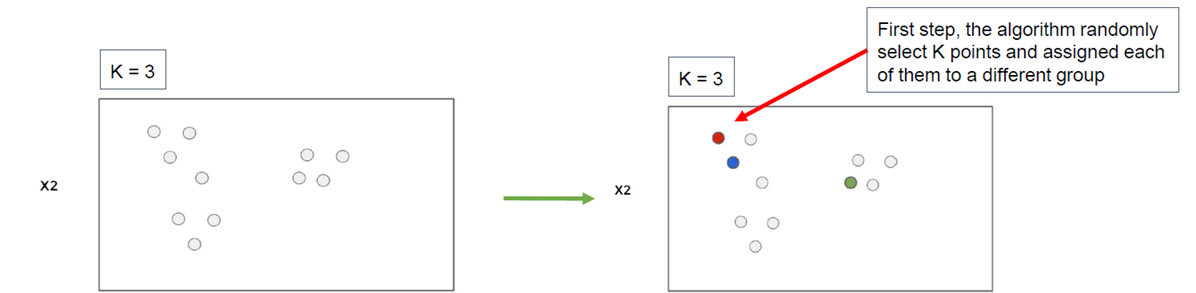 K = 3
X2
K = 3
X2
First step, the algorithm randomly
select K points and assigned each
of them to a different group